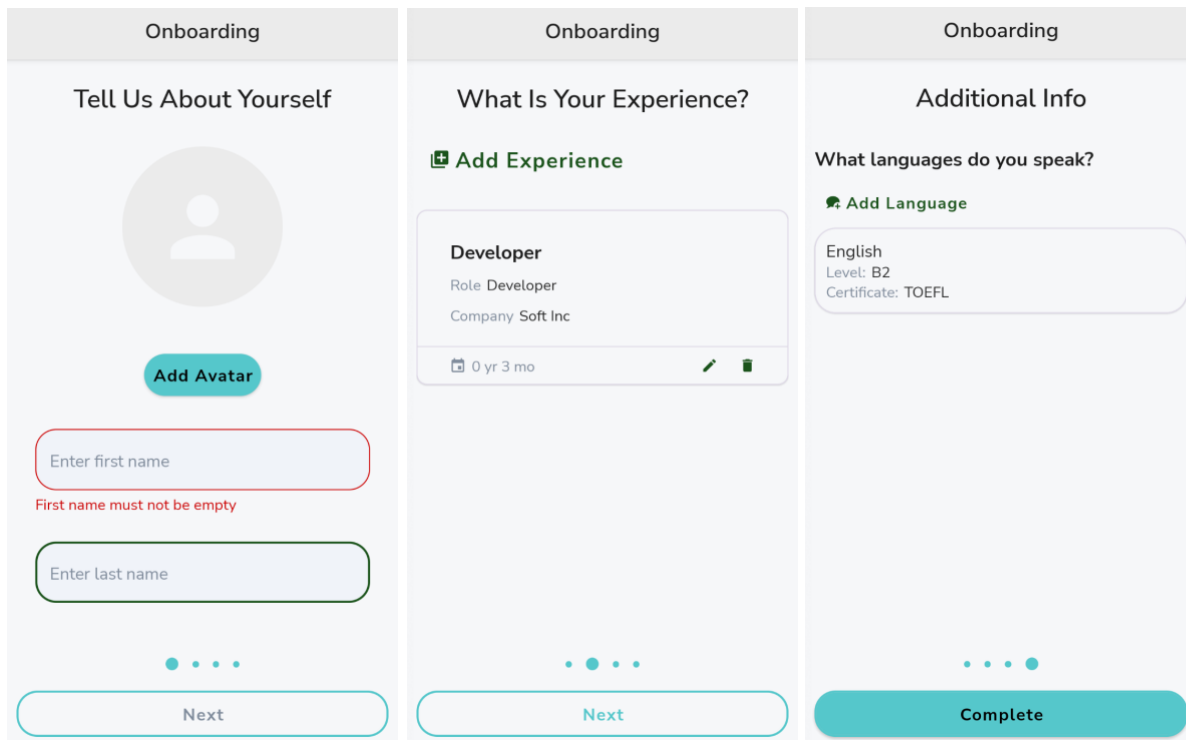 Onboarding
Tell Us About Yourself
Add Avatar
Enter first name
First name must not be empty
Enter last name
Next
Onboarding
What Is Your Experience?
Add Experience
Developer
Role Developer
Company Soft Inc
0 yr 3 mo
Next
Onboarding
Additional Info
What languages do you speak?
Add Language
English
Level: B2
Certificate: TOEFL
Complete